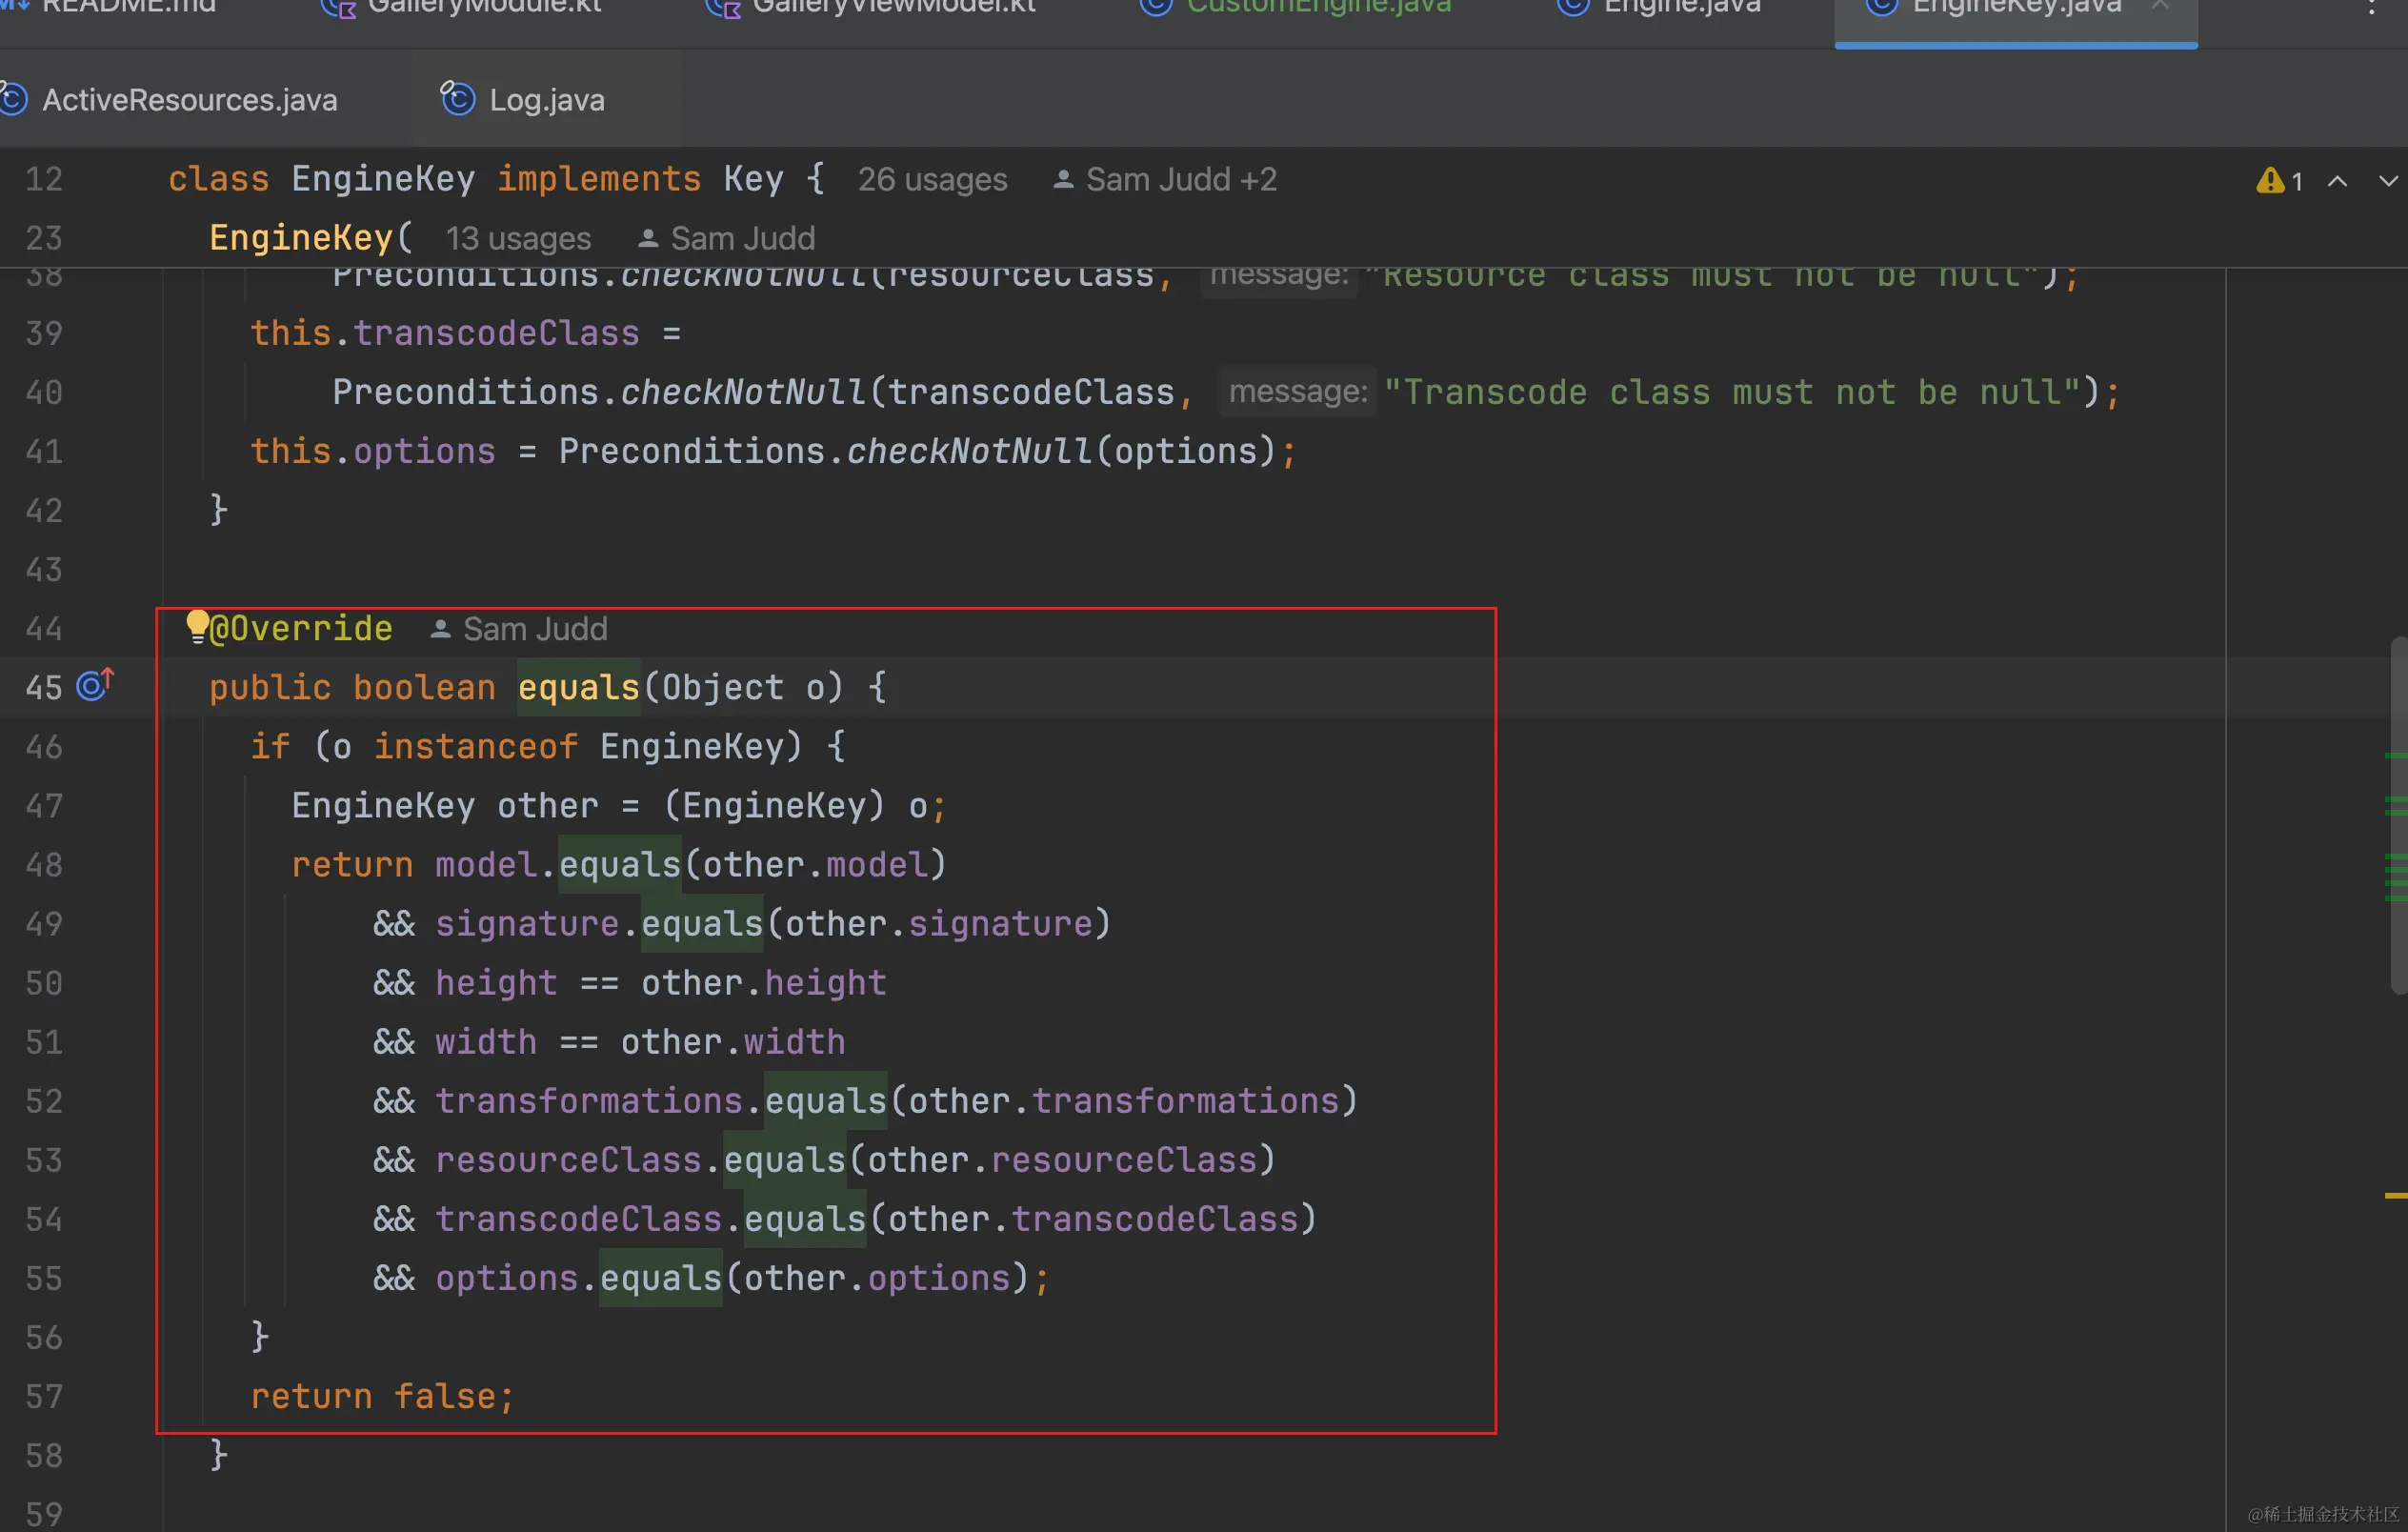 README.md GalleryModule.kt GalleryViewModel.kt CustomEngine.java Engine.java EngineKey.java
ActiveResources.java Log.java
12 class EngineKey implements Key { 26 usages Sam Judd +2 1
23 EngineKey( 13 usages Sam Judd
38 Preconditions.checkNotNull(resourceClass, message: "Resource class must not be null");
39 this.transcodeClass =
40 Preconditions.checkNotNull(transcodeClass, message: "Transcode class must not be null");
41 this.options = Preconditions.checkNotNull(options);
42 }
43
44 @Override Sam Judd
45 public boolean equals(Object o) {
46 if (o instanceof EngineKey) {
47 EngineKey other = (EngineKey) o;
48 return model.equals(other.model)
49 && signature.equals(other.signature)
50 && height == other.height
51 && width == other.width
52 && transformations.equals(other.transformations)
53 && resourceClass.equals(other.resourceClass)
54 && transcodeClass.equals(other.transcodeClass)
55 && options.equals(other.options);
56 }
57 return false;
58 }
59
@稀土掘金技术社区